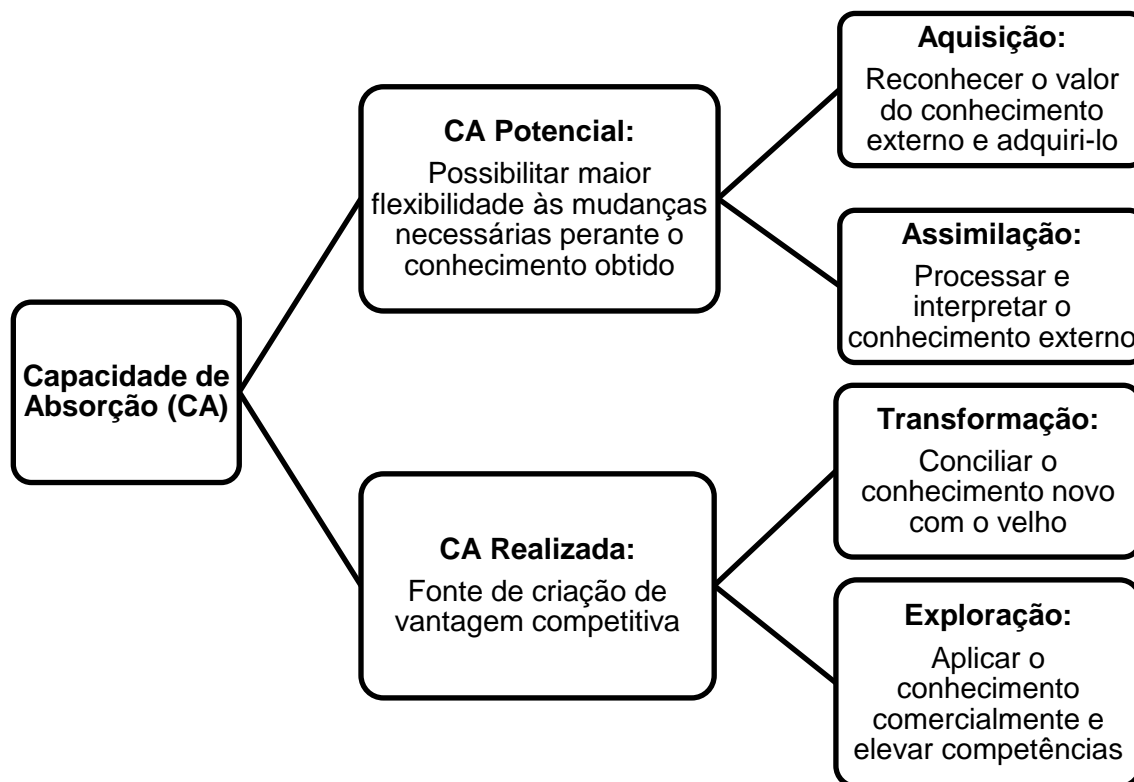 Capacidade de
Absorção (CA)
CA Potencial:
Possibilitar maior
flexibilidade às mudanças
necessárias perante o
conhecimento obtido
Aquisição:
Reconhecer o valor
do conhecimento
externo e adquiri-lo
Assimilação:
Processar e
interpretar o
conhecimento externo
CA Realizada:
Fonte de criação de
vantagem competitiva
Transformação:
Conciliar o
conhecimento novo
com o velho
Exploração:
Aplicar o
conhecimento
comercialmente e
elevar competências